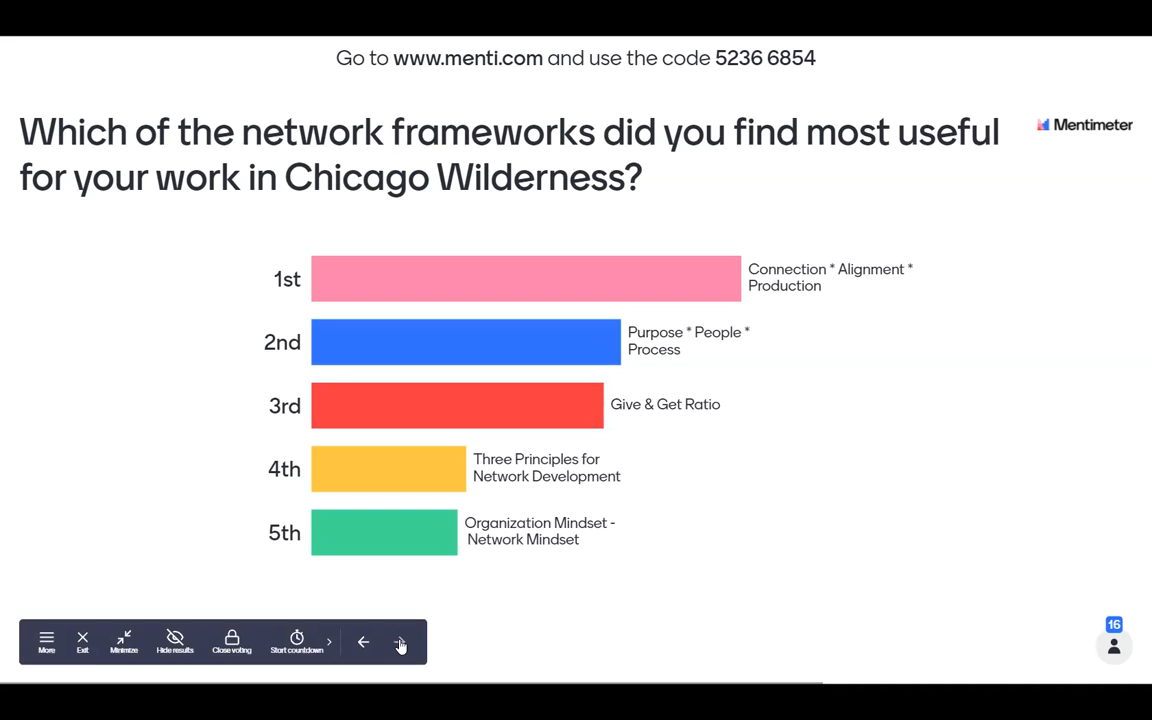 Go to www.menti.com and use the code 5236 6854
Which of the network frameworks did you find most useful
for your work in Chicago Wilderness?
Mentimeter
1st
Connection * Alignment *
Production
2nd
Purpose * People *
Process
3rd
Give & Get Ratio
4th
Three Principles for
Network Development
5th
Organization Mindset -
Network Mindset
More
Exit
Minimize
Hide results
Close voting
Start countdown
16